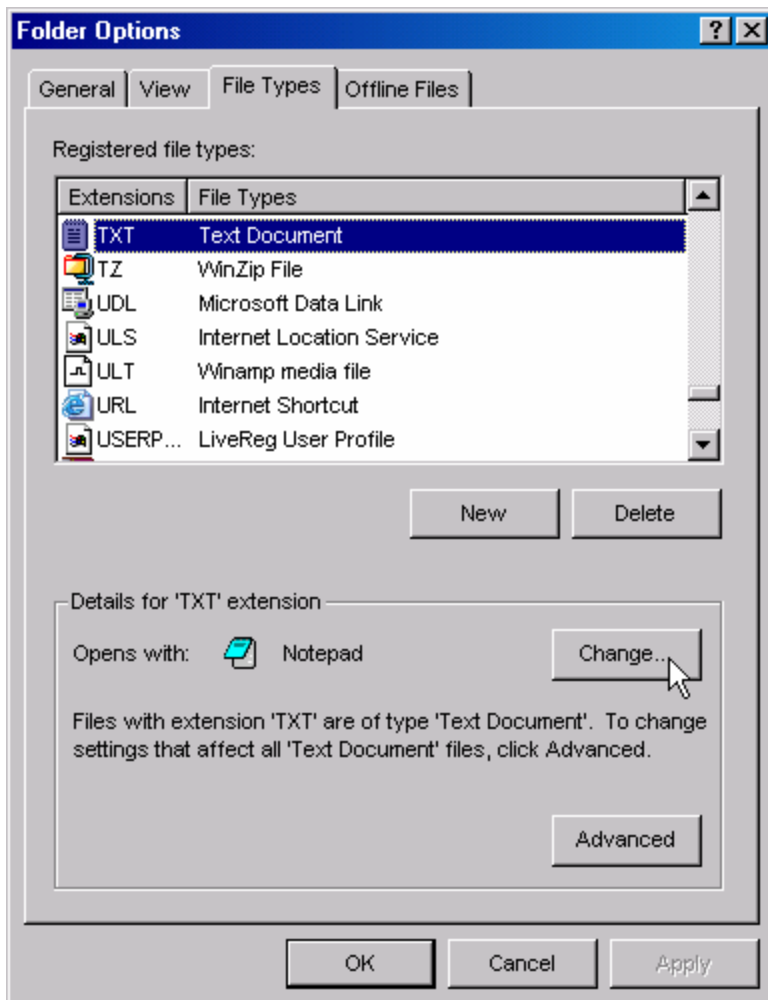 Folder Options
General View File Types Offline Files
Registered file types:
Extensions File Types
TXT Text Document
TZ WinZip File
UDL Microsoft Data Link
ULS Internet Location Service
ULT Winamp media file
URL Internet Shortcut
USERP... LiveReg User Profile
New Delete
Details for 'TXT' extension
Opens with: Notepad Change...
Files with extension 'TXT' are of type 'Text Document'. To change
settings that affect all 'Text Document' files, click Advanced.
Advanced
OK Cancel Apply